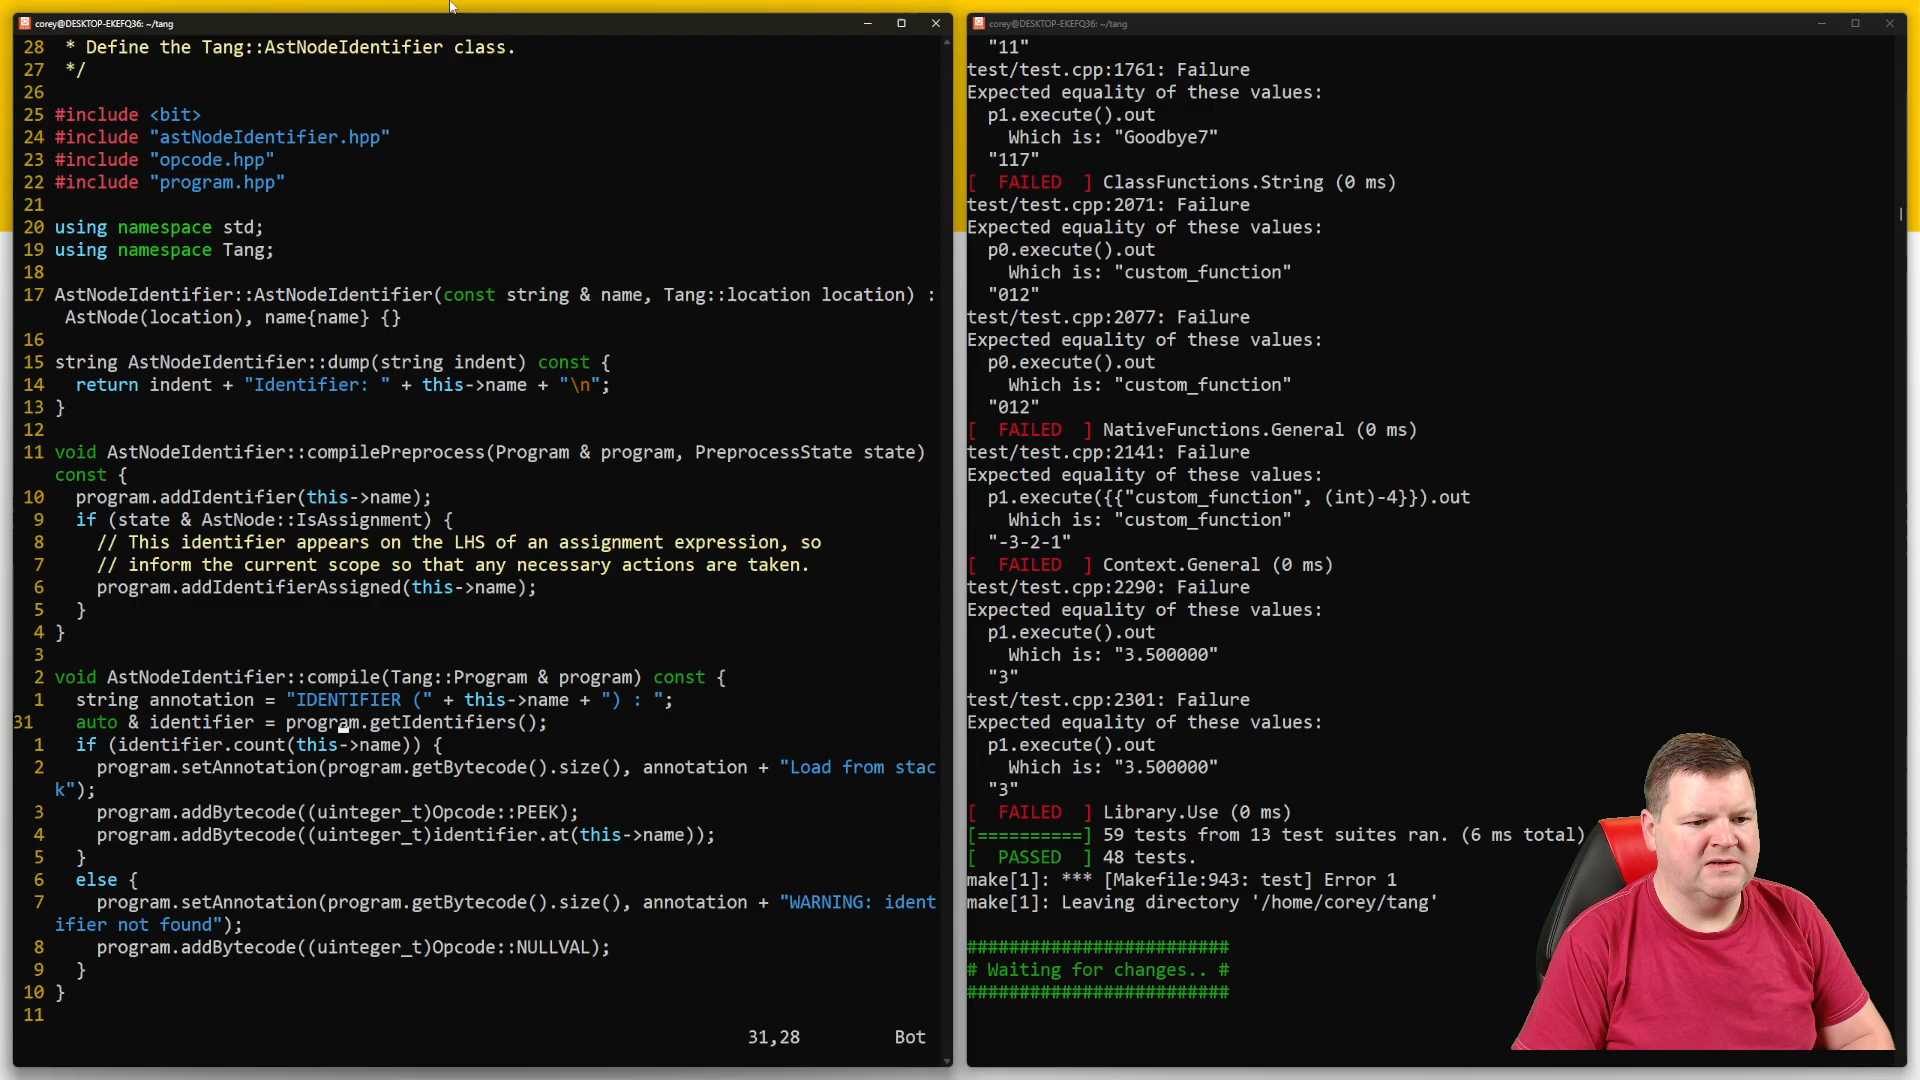 corey@DESKTOP-EKEFQ36: ~/tang
28 * Define the Tang::AstNodeIdentifier class.
27 */
26
25 #include <bit>
24 #include "astNodeIdentifier.hpp"
23 #include "opcode.hpp"
22 #include "program.hpp"
21
20 using namespace std;
19 using namespace Tang;
18
17 AstNodeIdentifier::AstNodeIdentifier(const string & name, Tang::location location) :
AstNode(location), name{name} {}
16
15 string AstNodeIdentifier::dump(string indent) const {
14 return indent + "Identifier: " + this->name + "\n";
13 }
12
11 void AstNodeIdentifier::compilePreprocess(Program & program, PreprocessState state)
const {
10 program.addIdentifier(this->name);
9 if (state & AstNode::IsAssignment) {
8 // This identifier appears on the LHS of an assignment expression, so
7 // inform the current scope so that any necessary actions are taken.
6 program.addIdentifierAssigned(this->name);
5 }
4 }
3
2 void AstNodeIdentifier::compile(Tang::Program & program) const {
1 string annotation = "IDENTIFIER (" + this->name + ") : ";
31 auto & identifier = program.getIdentifiers();
1 if (identifier.count(this->name)) {
2 program.setAnnotation(program.getBytecode().size(), annotation + "Load from stac
k");
3 program.addBytecode((uinteger_t)Opcode::PEEK);
4 program.addBytecode((uinteger_t)identifier.at(this->name));
5 }
6 else {
7 program.setAnnotation(program.getBytecode().size(), annotation + "WARNING: ident
ifier not found");
8 program.addBytecode((uinteger_t)Opcode::NULLVAL);
9 }
10 }
11
31,28 Bot
corey@DESKTOP-EKEFQ36: ~/tang
"11"
test/test.cpp:1761: Failure
Expected equality of these values:
p1.execute().out
Which is: "Goodbye7"
"117"
[ FAILED ] ClassFunctions.String (0 ms)
test/test.cpp:2071: Failure
Expected equality of these values:
p0.execute().out
Which is: "custom_function"
"012"
test/test.cpp:2077: Failure
Expected equality of these values:
p0.execute().out
Which is: "custom_function"
"012"
[ FAILED ] NativeFunctions.General (0 ms)
test/test.cpp:2141: Failure
Expected equality of these values:
p1.execute({{"custom_function", (int)-4}}).out
Which is: "custom_function"
"-3-2-1"
[ FAILED ] Context.General (0 ms)
test/test.cpp:2290: Failure
Expected equality of these values:
p1.execute().out
Which is: "3.500000"
"3"
test/test.cpp:2301: Failure
Expected equality of these values:
p1.execute().out
Which is: "3.500000"
"3"
[ FAILED ] Library.Use (0 ms)
[==========] 59 tests from 13 test suites ran. (6 ms total)
[ PASSED ] 48 tests.
make[1]: *** [Makefile:943: test] Error 1
make[1]: Leaving directory '/home/corey/tang'
#########################
# Waiting for changes.. #
#########################